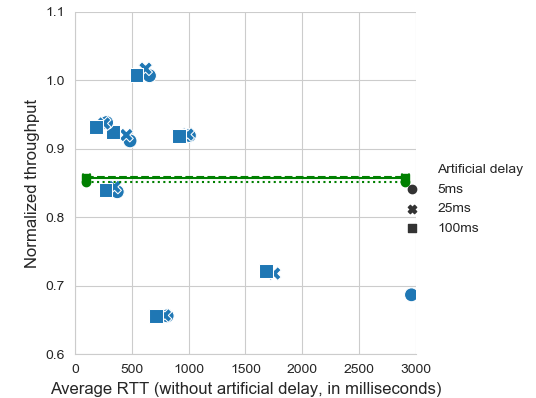 1.1
1.0
0.9
0.8
0.7
0.6
Normalized throughput
0 500 1000 1500 2000 2500 3000
Average RTT (without artificial delay, in milliseconds)
Artificial delay
5ms
25ms
100ms